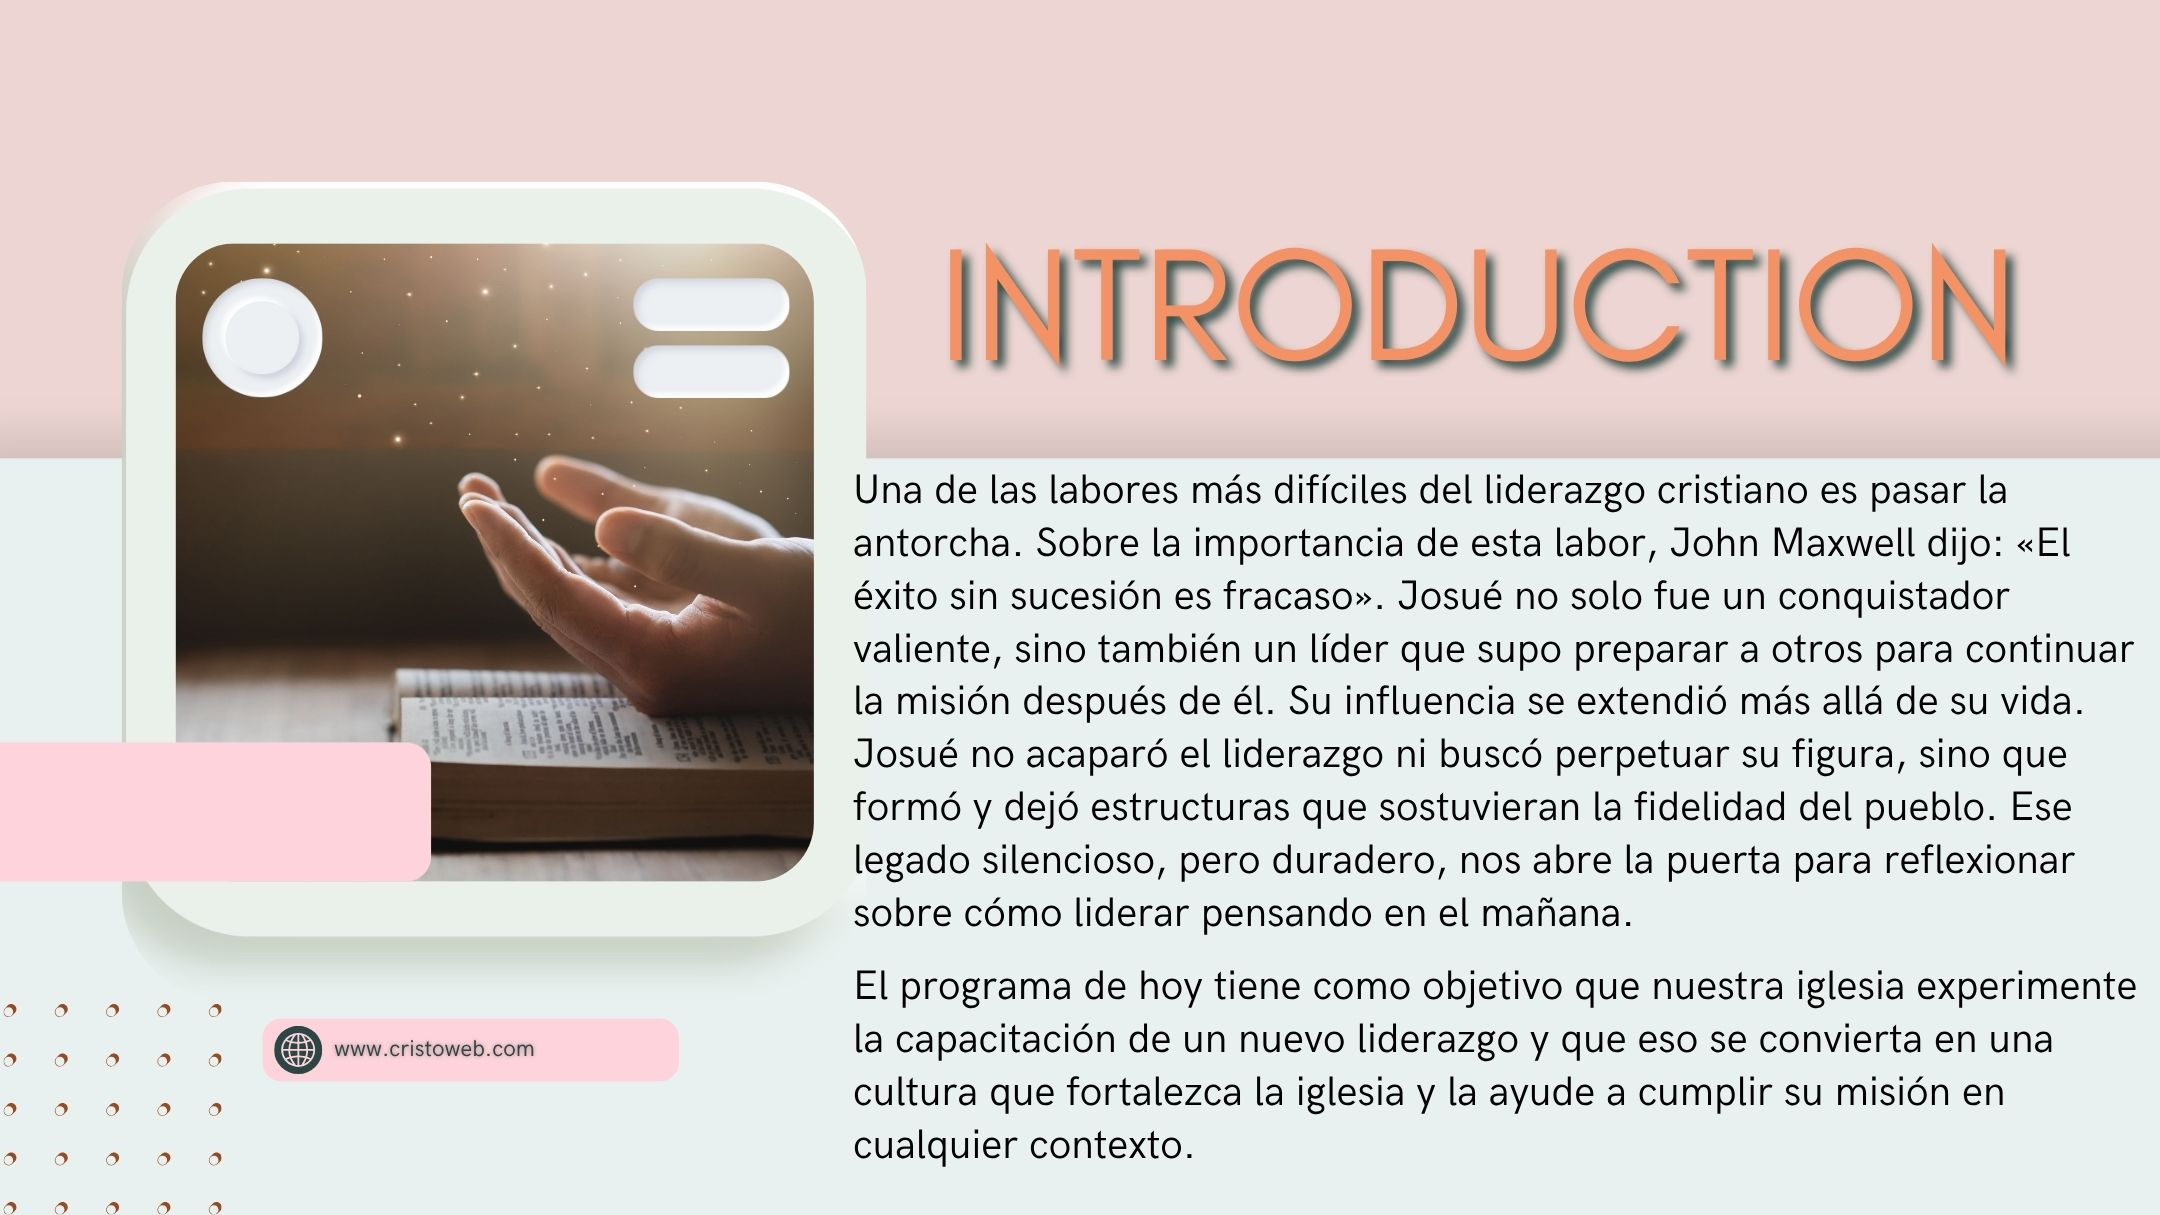 INTRODUCTION
Una de las labores más difíciles del liderazgo cristiano es pasar la
antorcha. Sobre la importancia de esta labor, John Maxwell dijo: «El
éxito sin sucesión es fracaso». Josué no solo fue un conquistador
valiente, sino también un líder que supo preparar a otros para continuar
la misión después de él. Su influencia se extendió más allá de su vida.
Josué no acaparó el liderazgo ni buscó perpetuar su figura, sino que
formó y dejó estructuras que sostuvieran la fidelidad del pueblo. Ese
legado silencioso, pero duradero, nos abre la puerta para reflexionar
sobre cómo liderar pensando en el mañana.
El programa de hoy tiene como objetivo que nuestra iglesia experimente
la capacitación de un nuevo liderazgo y que eso se convierta en una
cultura que fortalezca la iglesia y la ayude a cumplir su misión en
cualquier contexto.
www.cristoweb.com